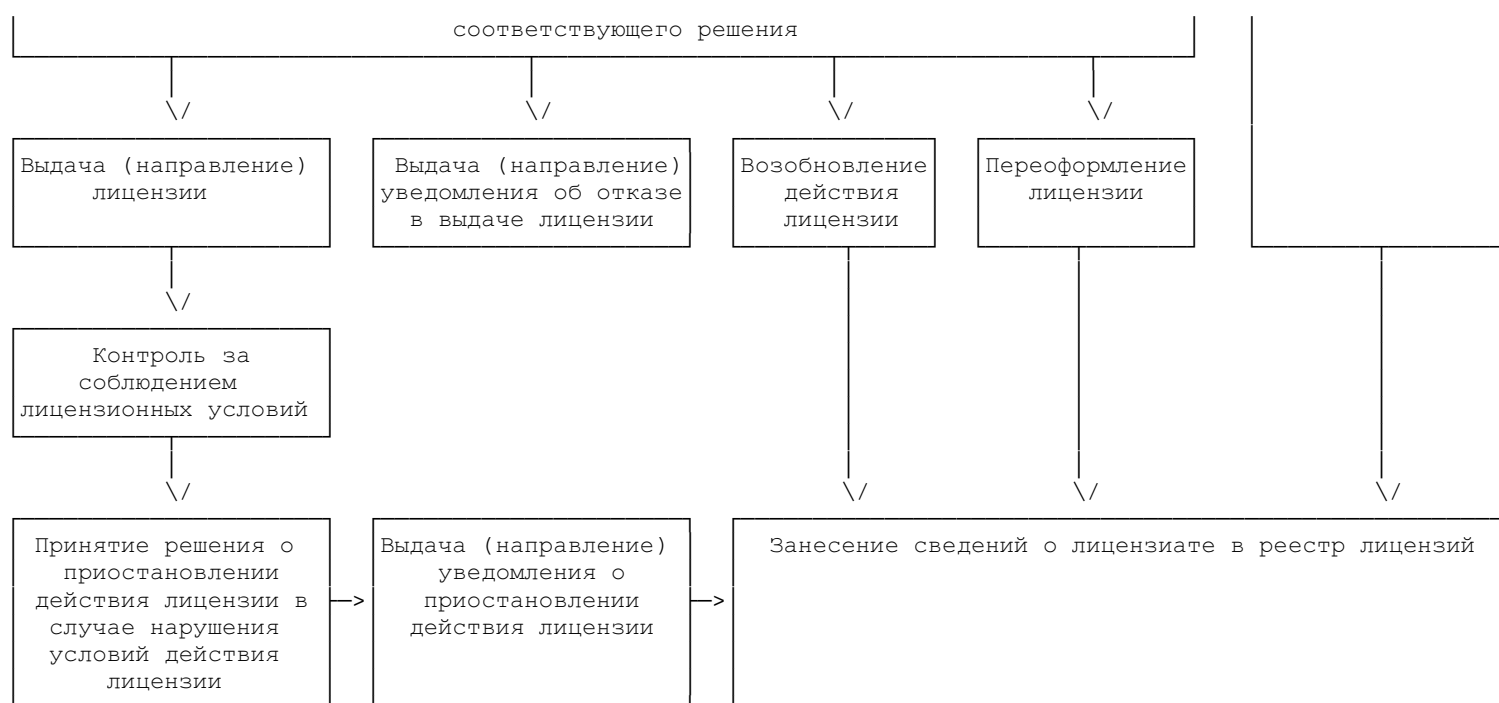 соответствующего решения
Выдача (направление)
лицензии
Выдача (направление)
уведомления об отказе
в выдаче лицензии
Возобновление
действия
лицензии
Переоформление
лицензии
Контроль за
соблюдением
лицензионных условий
Принятие решения о
приостановлении
действия лицензии в
случае нарушения
условий действия
лицензии
Выдача (направление)
уведомления о
приостановлении
действия лицензии
Занесение сведений о лицензиате в реестр лицензий